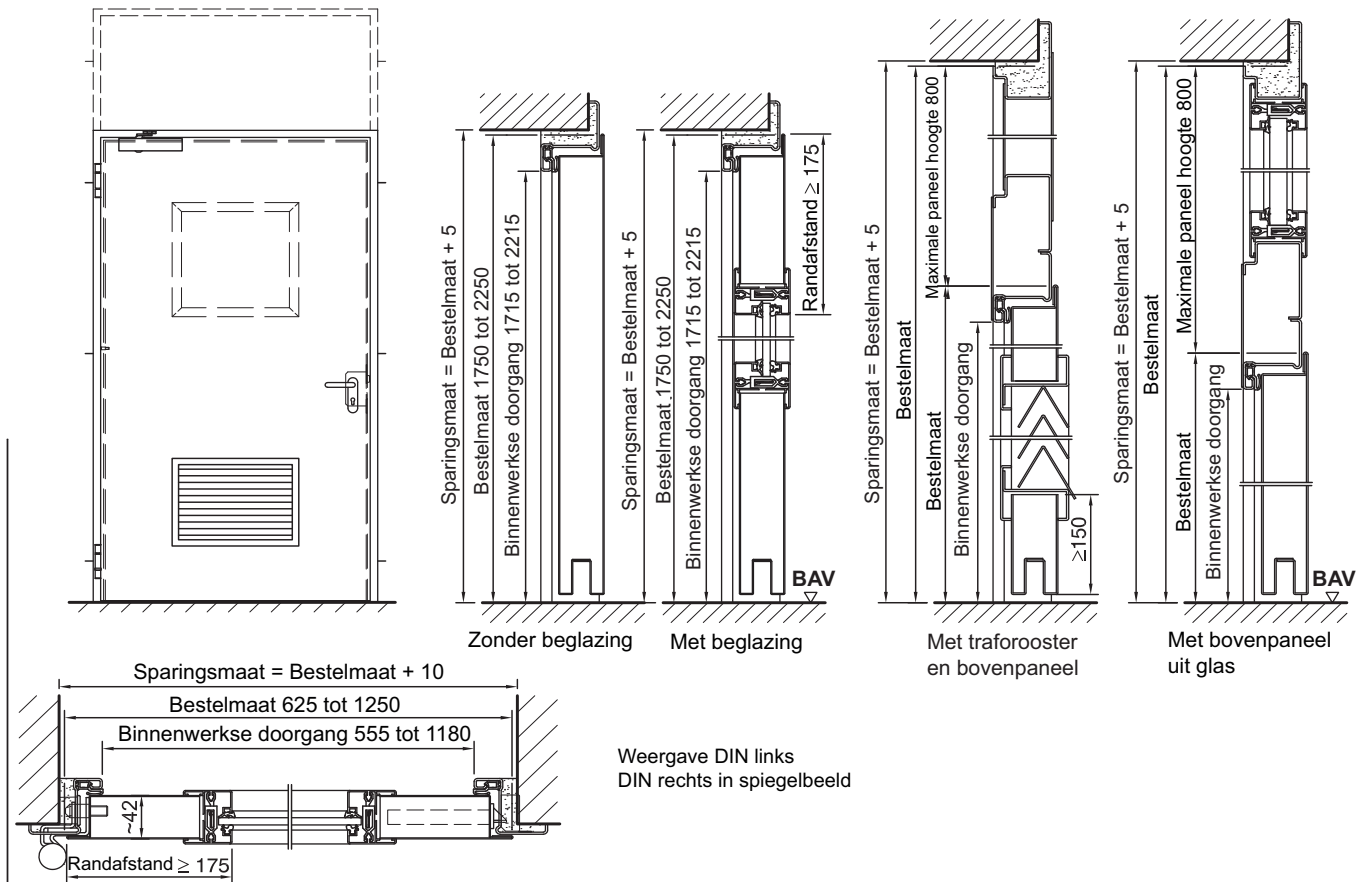 Sparingsmaat = Bestelmaat + 5
Bestelmaat 1750 tot 2250
Binnenwerkse doorgang 1715 tot 2215
Sparingsmaat = Bestelmaat + 5
Bestelmaat 1750 tot 2250
Binnenwerkse doorgang 1715 tot 2215
Randafstand ≥ 175
BAV
Sparingsmaat = Bestelmaat + 5
Bestelmaat
Maximale paneel hoogte 800
Bestelmaat
Binnenwerkse doorgang
≥150
Sparingsmaat = Bestelmaat + 5
Bestelmaat
Maximale paneel hoogte 800
Bestelmaat
Binnenwerkse doorgang
BAV
Zonder beglazing
Met beglazing
Met traforooster
en bovenpaneel
Met bovenpaneel
uit glas
Sparingsmaat = Bestelmaat + 10
Bestelmaat 625 tot 1250
Binnenwerkse doorgang 555 tot 1180
~42
Randafstand ≥ 175
Weergave DIN links
DIN rechts in spiegelbeeld